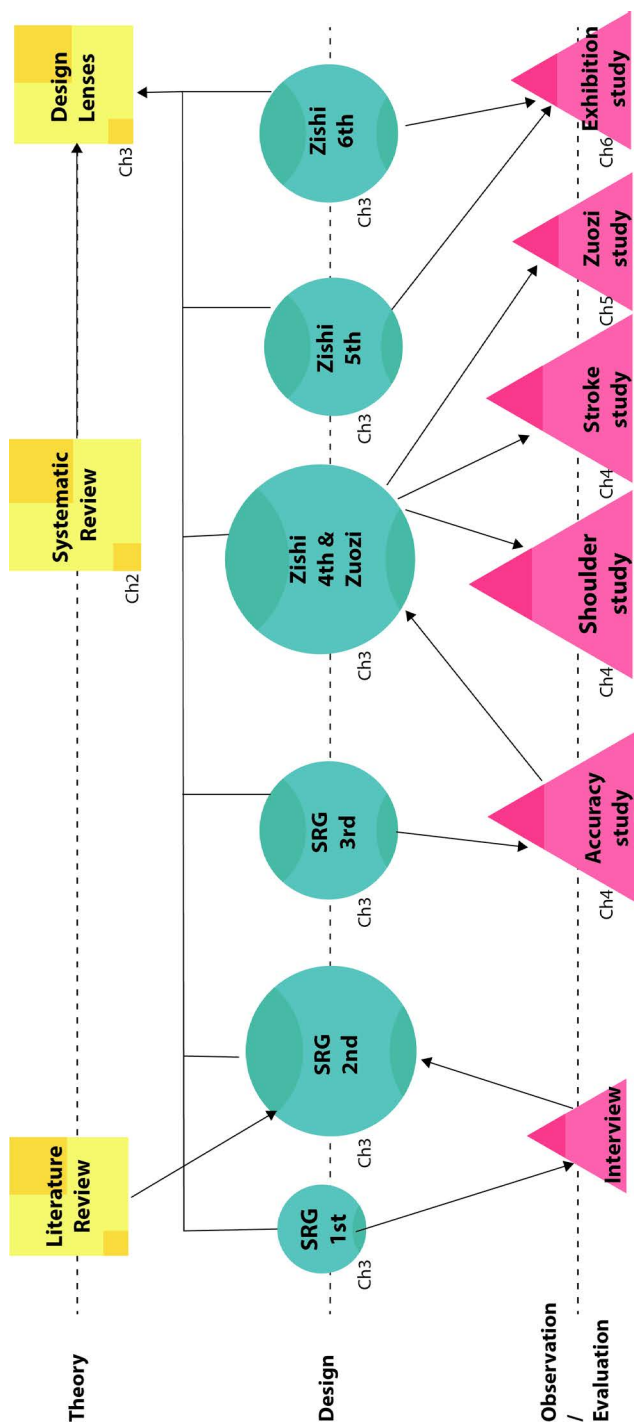 Theory
Literature
Review
Systematic
Review
Ch2
Design
Lenses
Ch3
Design
SRG
1st
Ch3
SRG
2nd
Ch3
SRG
3rd
Ch3
Zishi
4th &
Zuozi
Ch3
Zishi
5th
Ch3
Zishi
6th
Ch3
Observation
/
Evaluation
Interview
Accuracy
study
Ch4
Shoulder
study
Ch4
Stroke
study
Ch4
Zuozi
study
Ch5
Exhibition
study
Ch6